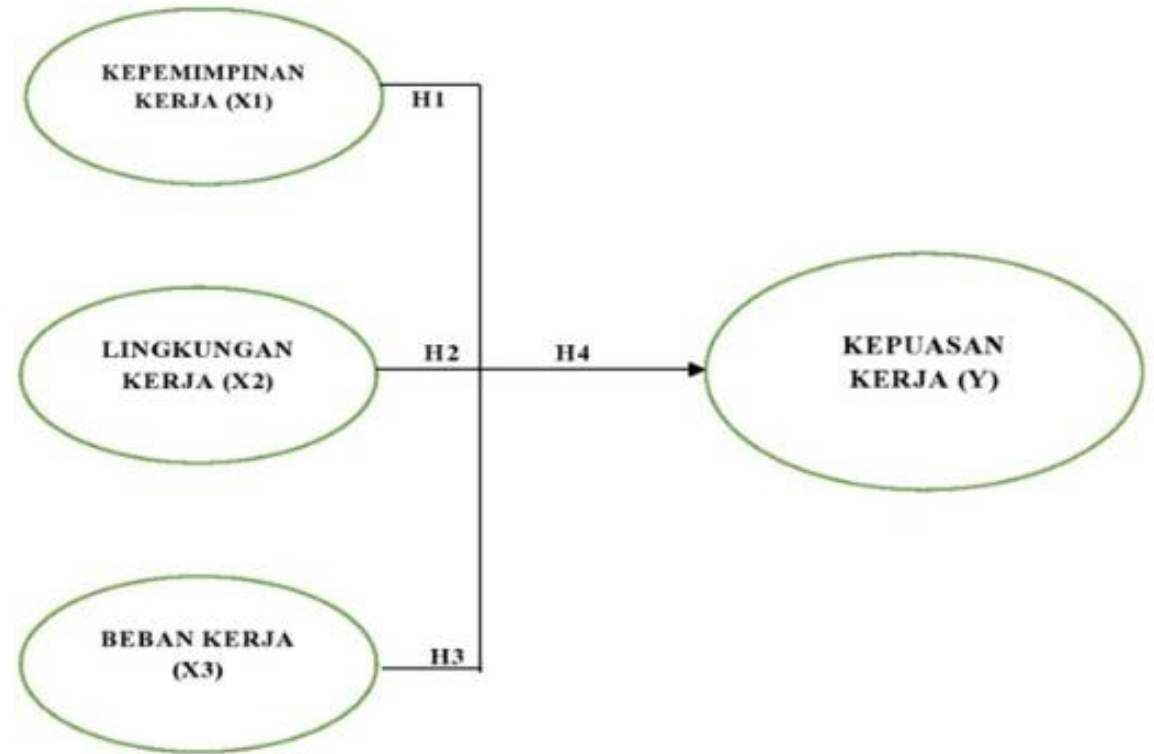 KEPEMIMPINAN
KERJA (X1)
H1
LINGKUNGAN
KERJA (X2)
H2
H4
KEPUASAN
KERJA (Y)
BEBAN KERJA
(X3)
H3